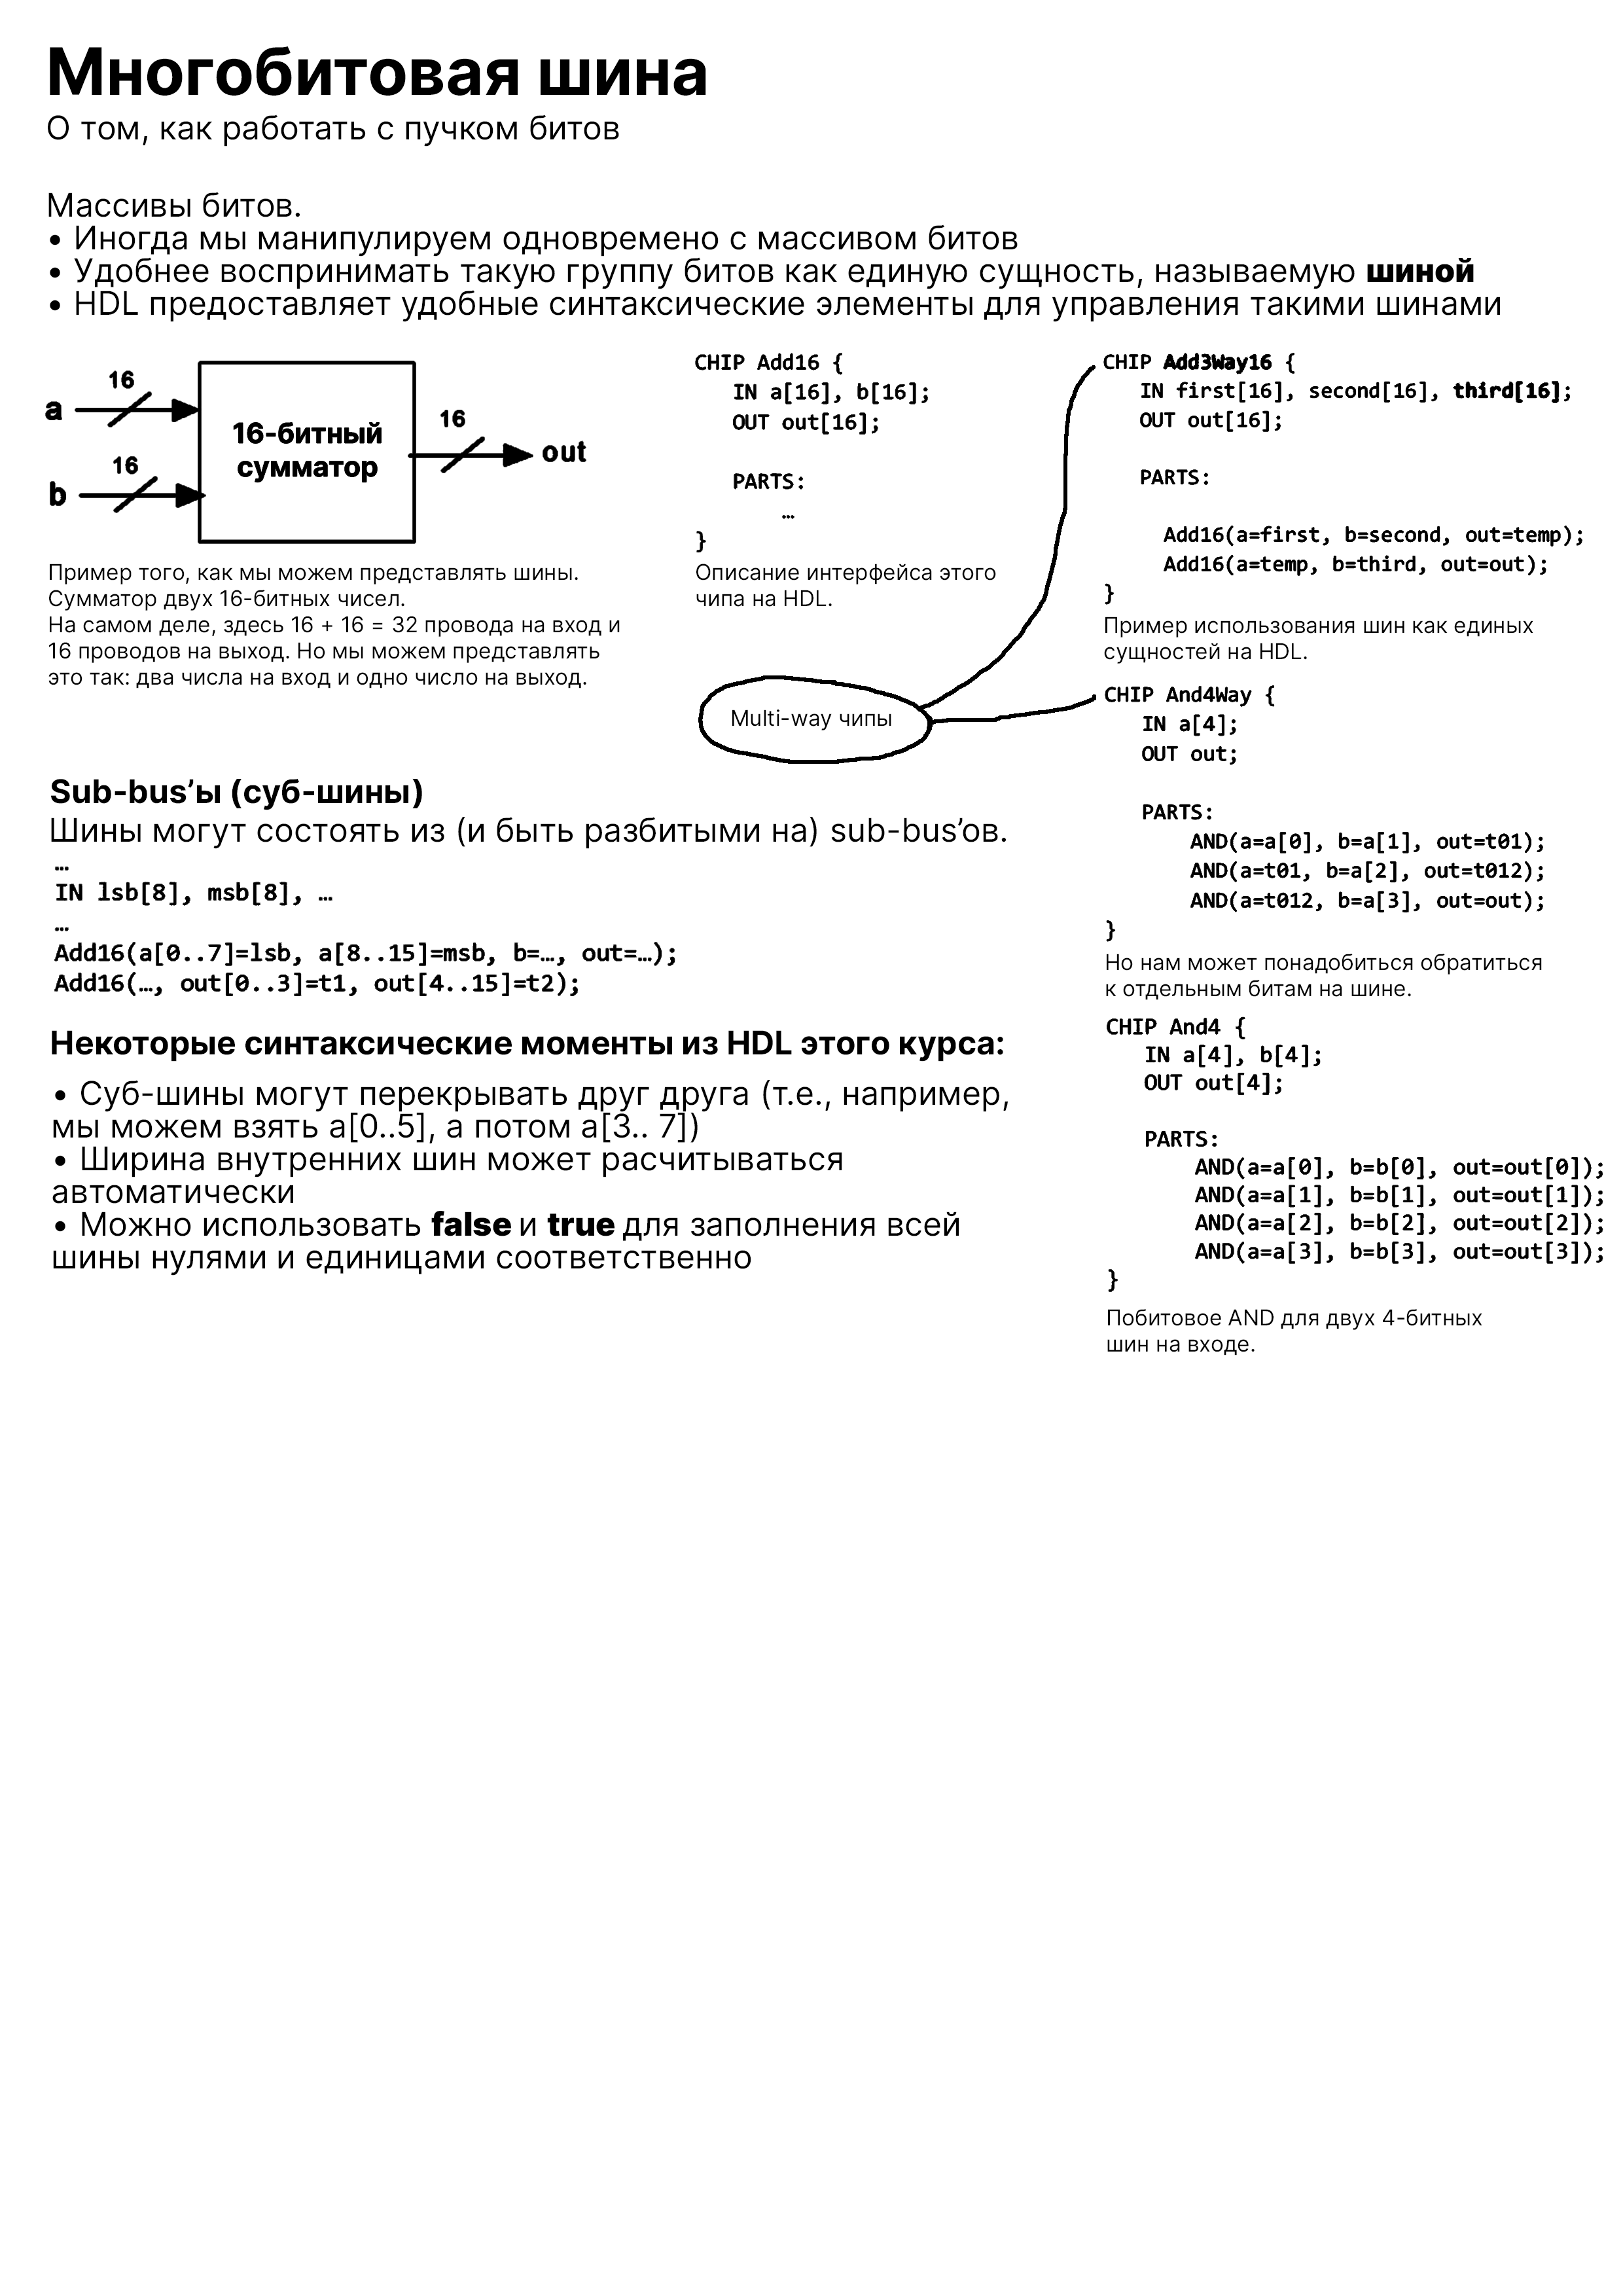 Многобитовая шина
О том, как работать с пучком битов
Массивы битов.
• Иногда мы манипулируем одновремено с массивом битов
• Удобнее воспринимать такую группу битов как единую сущность, называемую шиной
• HDL предоставляет удобные синтаксические элементы для управления такими шинами
16
a
16-битный
сумматор
16
out
16
b
Пример того, как мы можем представлять шины.
Сумматор двух 16-битных чисел.
На самом деле, здесь 16 + 16 = 32 провода на вход и
16 проводов на выход. Но мы можем представлять
это так: два числа на вход и одно число на выход.
CHIP Add16 {
IN a[16], b[16];
OUT out[16];
PARTS:
…
}
Описание интерфейса этого
чипа на HDL.
Multi-way чипы
CHIP Add3Way16 {
IN first[16], second[16], third[16];
OUT out[16];
PARTS:
Add16(a=first, b=second, out=temp);
Add16(a=temp, b=third, out=out);
}
Пример использования шин как единых
сущностей на HDL.
CHIP And4Way {
IN a[4];
OUT out;
PARTS:
AND(a=a[0], b=a[1], out=t01);
AND(a=t01, b=a[2], out=t012);
AND(a=t012, b=a[3], out=out);
}
Но нам может понадобиться обратиться
к отдельным битам на шине.
CHIP And4 {
IN a[4], b[4];
OUT out[4];
PARTS:
AND(a=a[0], b=b[0], out=out[0]);
AND(a=a[1], b=b[1], out=out[1]);
AND(a=a[2], b=b[2], out=out[2]);
AND(a=a[3], b=b[3], out=out[3]);
}
Побитовое AND для двух 4-битных
шин на входе.
Sub-bus’ы (суб-шины)
Шины могут состоять из (и быть разбитыми на) sub-bus’ов.
…
IN lsb[8], msb[8], …
…
Add16(a[0..7]=lsb, a[8..15]=msb, b=…, out=…);
Add16(…, out[0..3]=t1, out[4..15]=t2);
Некоторые синтаксические моменты из HDL этого курса:
• Суб-шины могут перекрывать друг друга (т.е., например,
мы можем взять a[0..5], а потом a[3.. 7])
• Ширина внутренних шин может расчитываться
автоматически
• Можно использовать false и true для заполнения всей
шины нулями и единицами соответственно